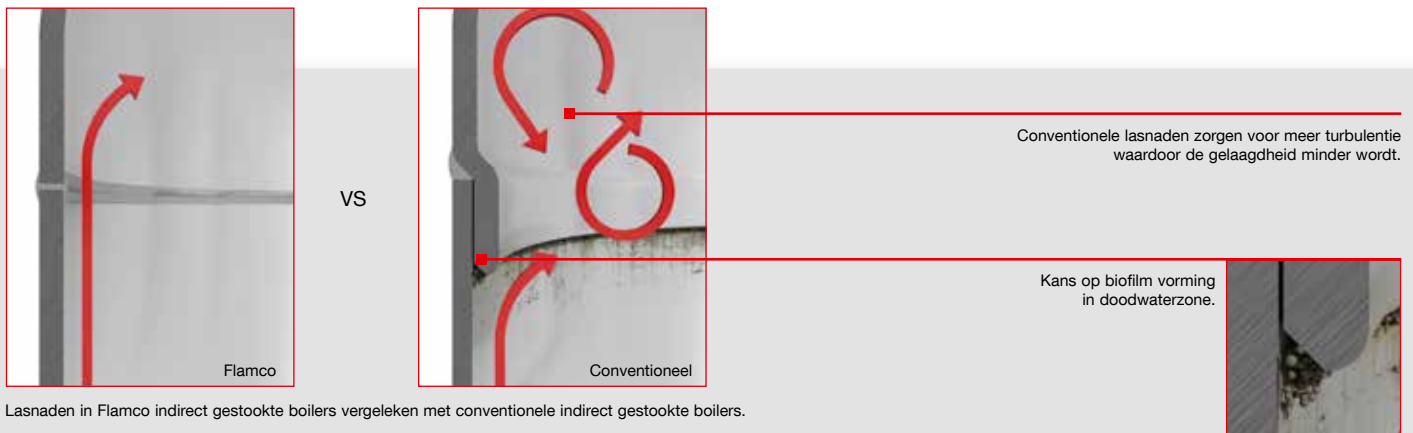 Flamco
VS
Conventioneel
Conventionele lasnaden zorgen voor meer turbulentie
waardoor de gelaagdheid minder wordt.
Kans op biofilm vorming
in doodwaterzone.
Lasnaden in Flamco indirect gestookte boilers vergeleken met conventionele indirect gestookte boilers.